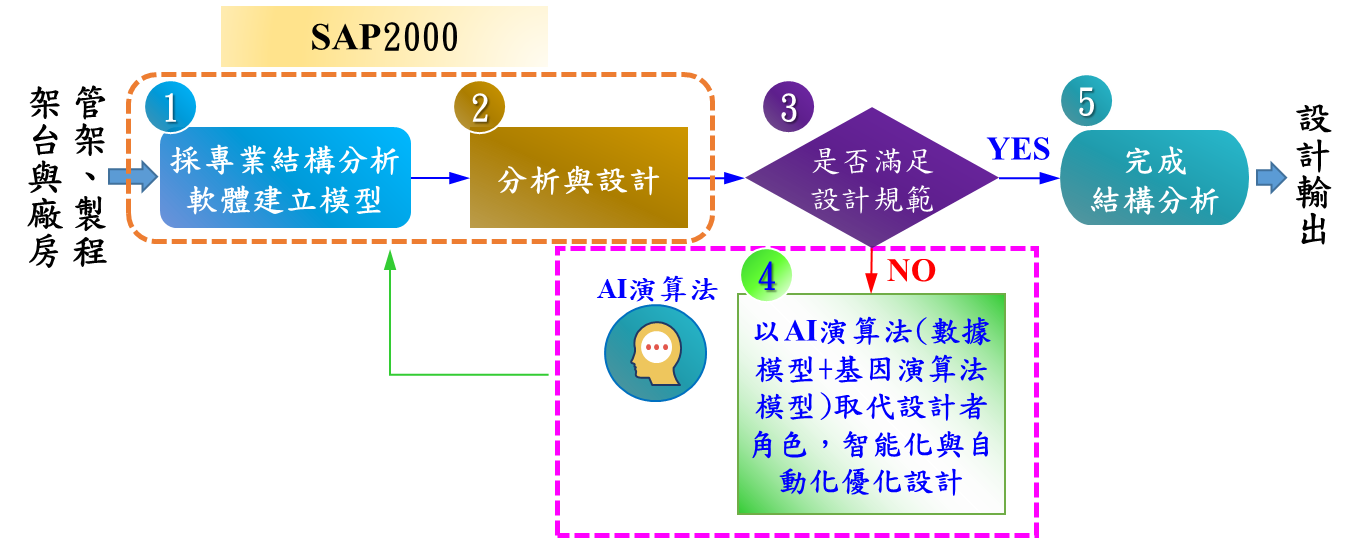 SAP2000
管架、製程
架台與廠房
1
採專業結構分析
軟體建立模型
2
分析與設計
3
是否滿足
設計規範
YES
5
完成
結構分析
設計輸出
NO
4
AI演算法
以AI演算法(數據
模型+基因演算法
模型)取代設計者
角色，智能化與自
動化優化設計